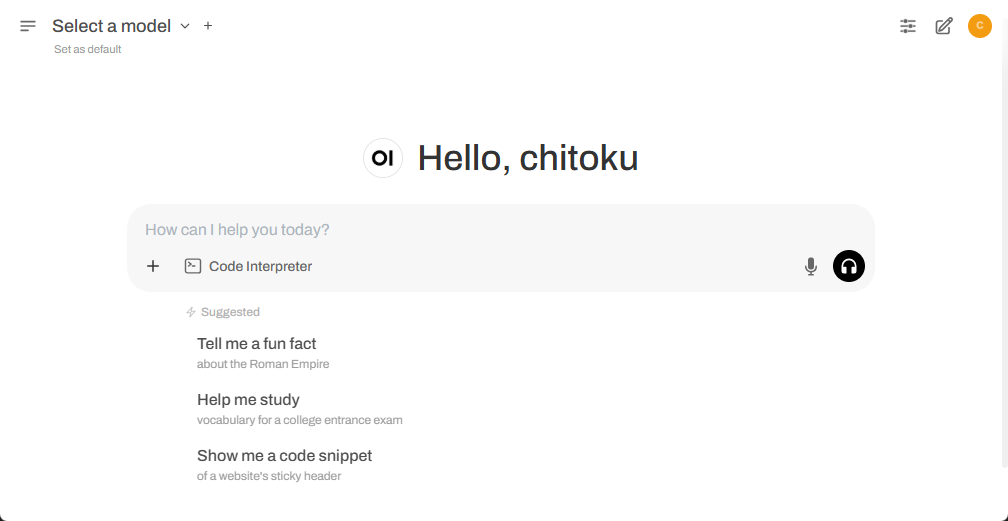 Select a model
Set as default
C
OI Hello, chitoku
How can I help you today?
Code Interpreter
Suggested
Tell me a fun fact
about the Roman Empire
Help me study
vocabulary for a college entrance exam
Show me a code snippet
of a website's sticky header